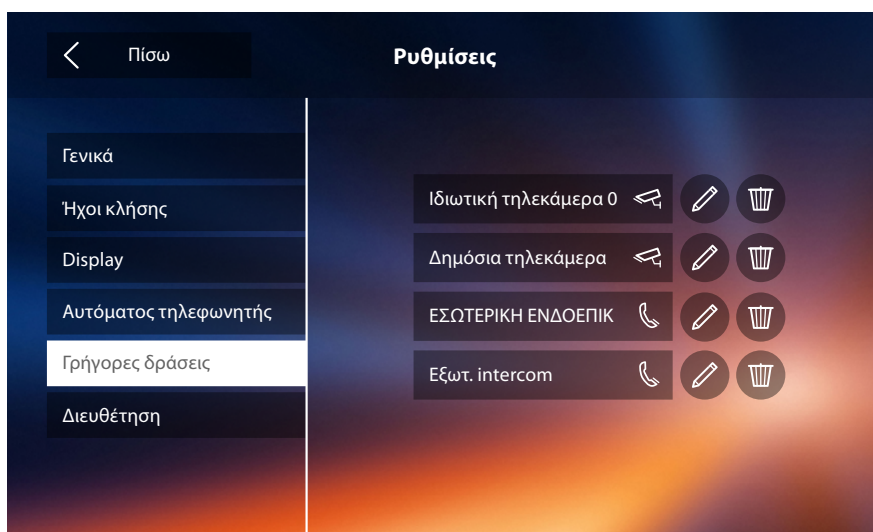 Πίσω
Ρυθμίσεις
Γενικά
Ήχοι κλήσης
Display
Αυτόματος τηλεφωνητής
Γρήγορες δράσεις
Διευθέτηση
Ιδιωτική τηλεκάμερα 0
Δημόσια τηλεκάμερα
ΕΣΩΤΕΡΙΚΗ ΕΝΔΟΕΠΙΚ
Εξωτ. intercom